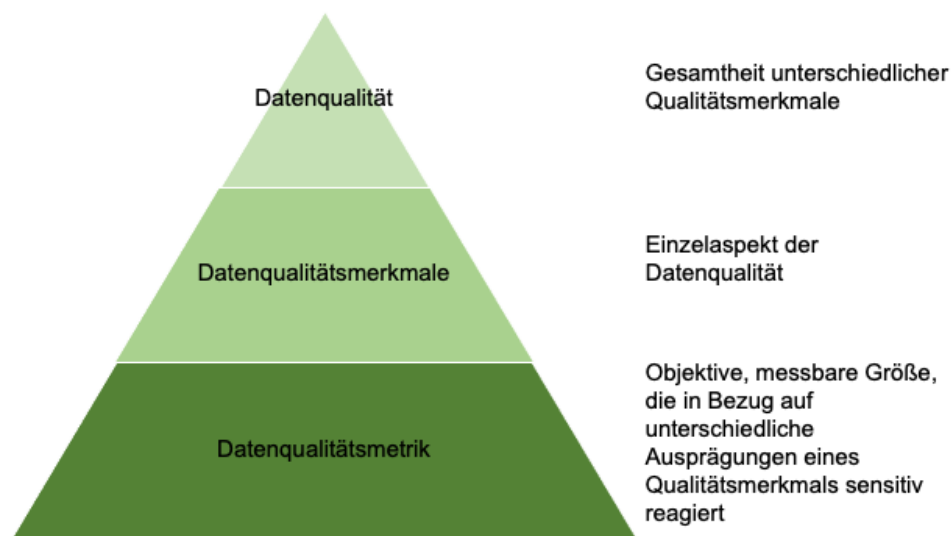 Datenqualität
Gesamtheit unterschiedlicher
Qualitätsmerkmale
Datenqualitätsmerkmale
Einzelaspekt der
Datenqualität
Datenqualitätsmetrik
Objektive, messbare Größe,
die in Bezug auf
unterschiedliche
Ausprägungen eines
Qualitätsmerkmals sensitiv
reagiert